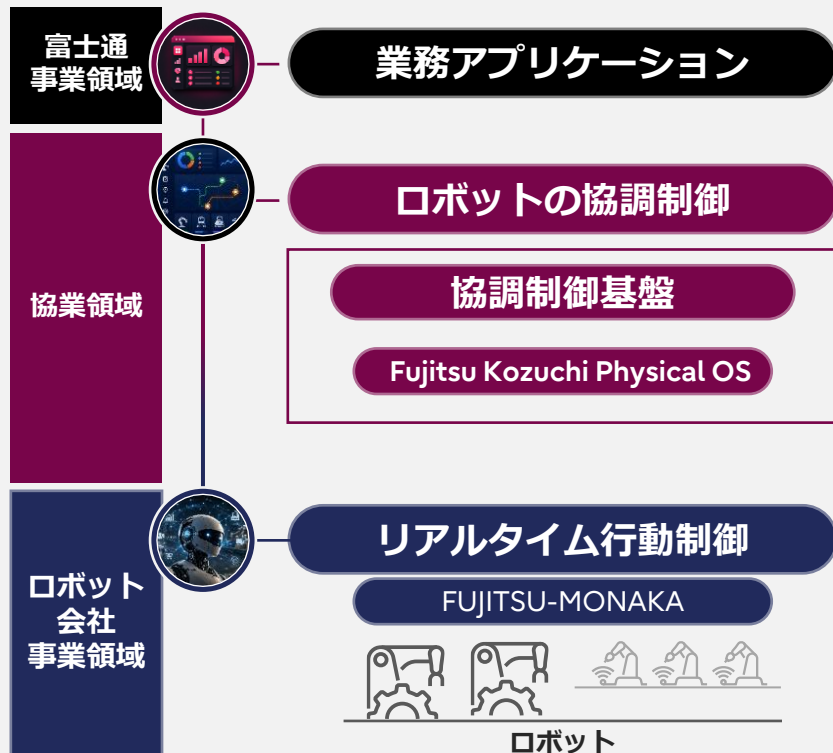 富士通
事業領域
業務アプリケーション
協業領域
ロボットの協調制御
協調制御基盤
Fujitsu Kozuchi Physical OS
ロボット
会社
事業領域
リアルタイム行動制御
FUJITSU-MONAKA
ロボット